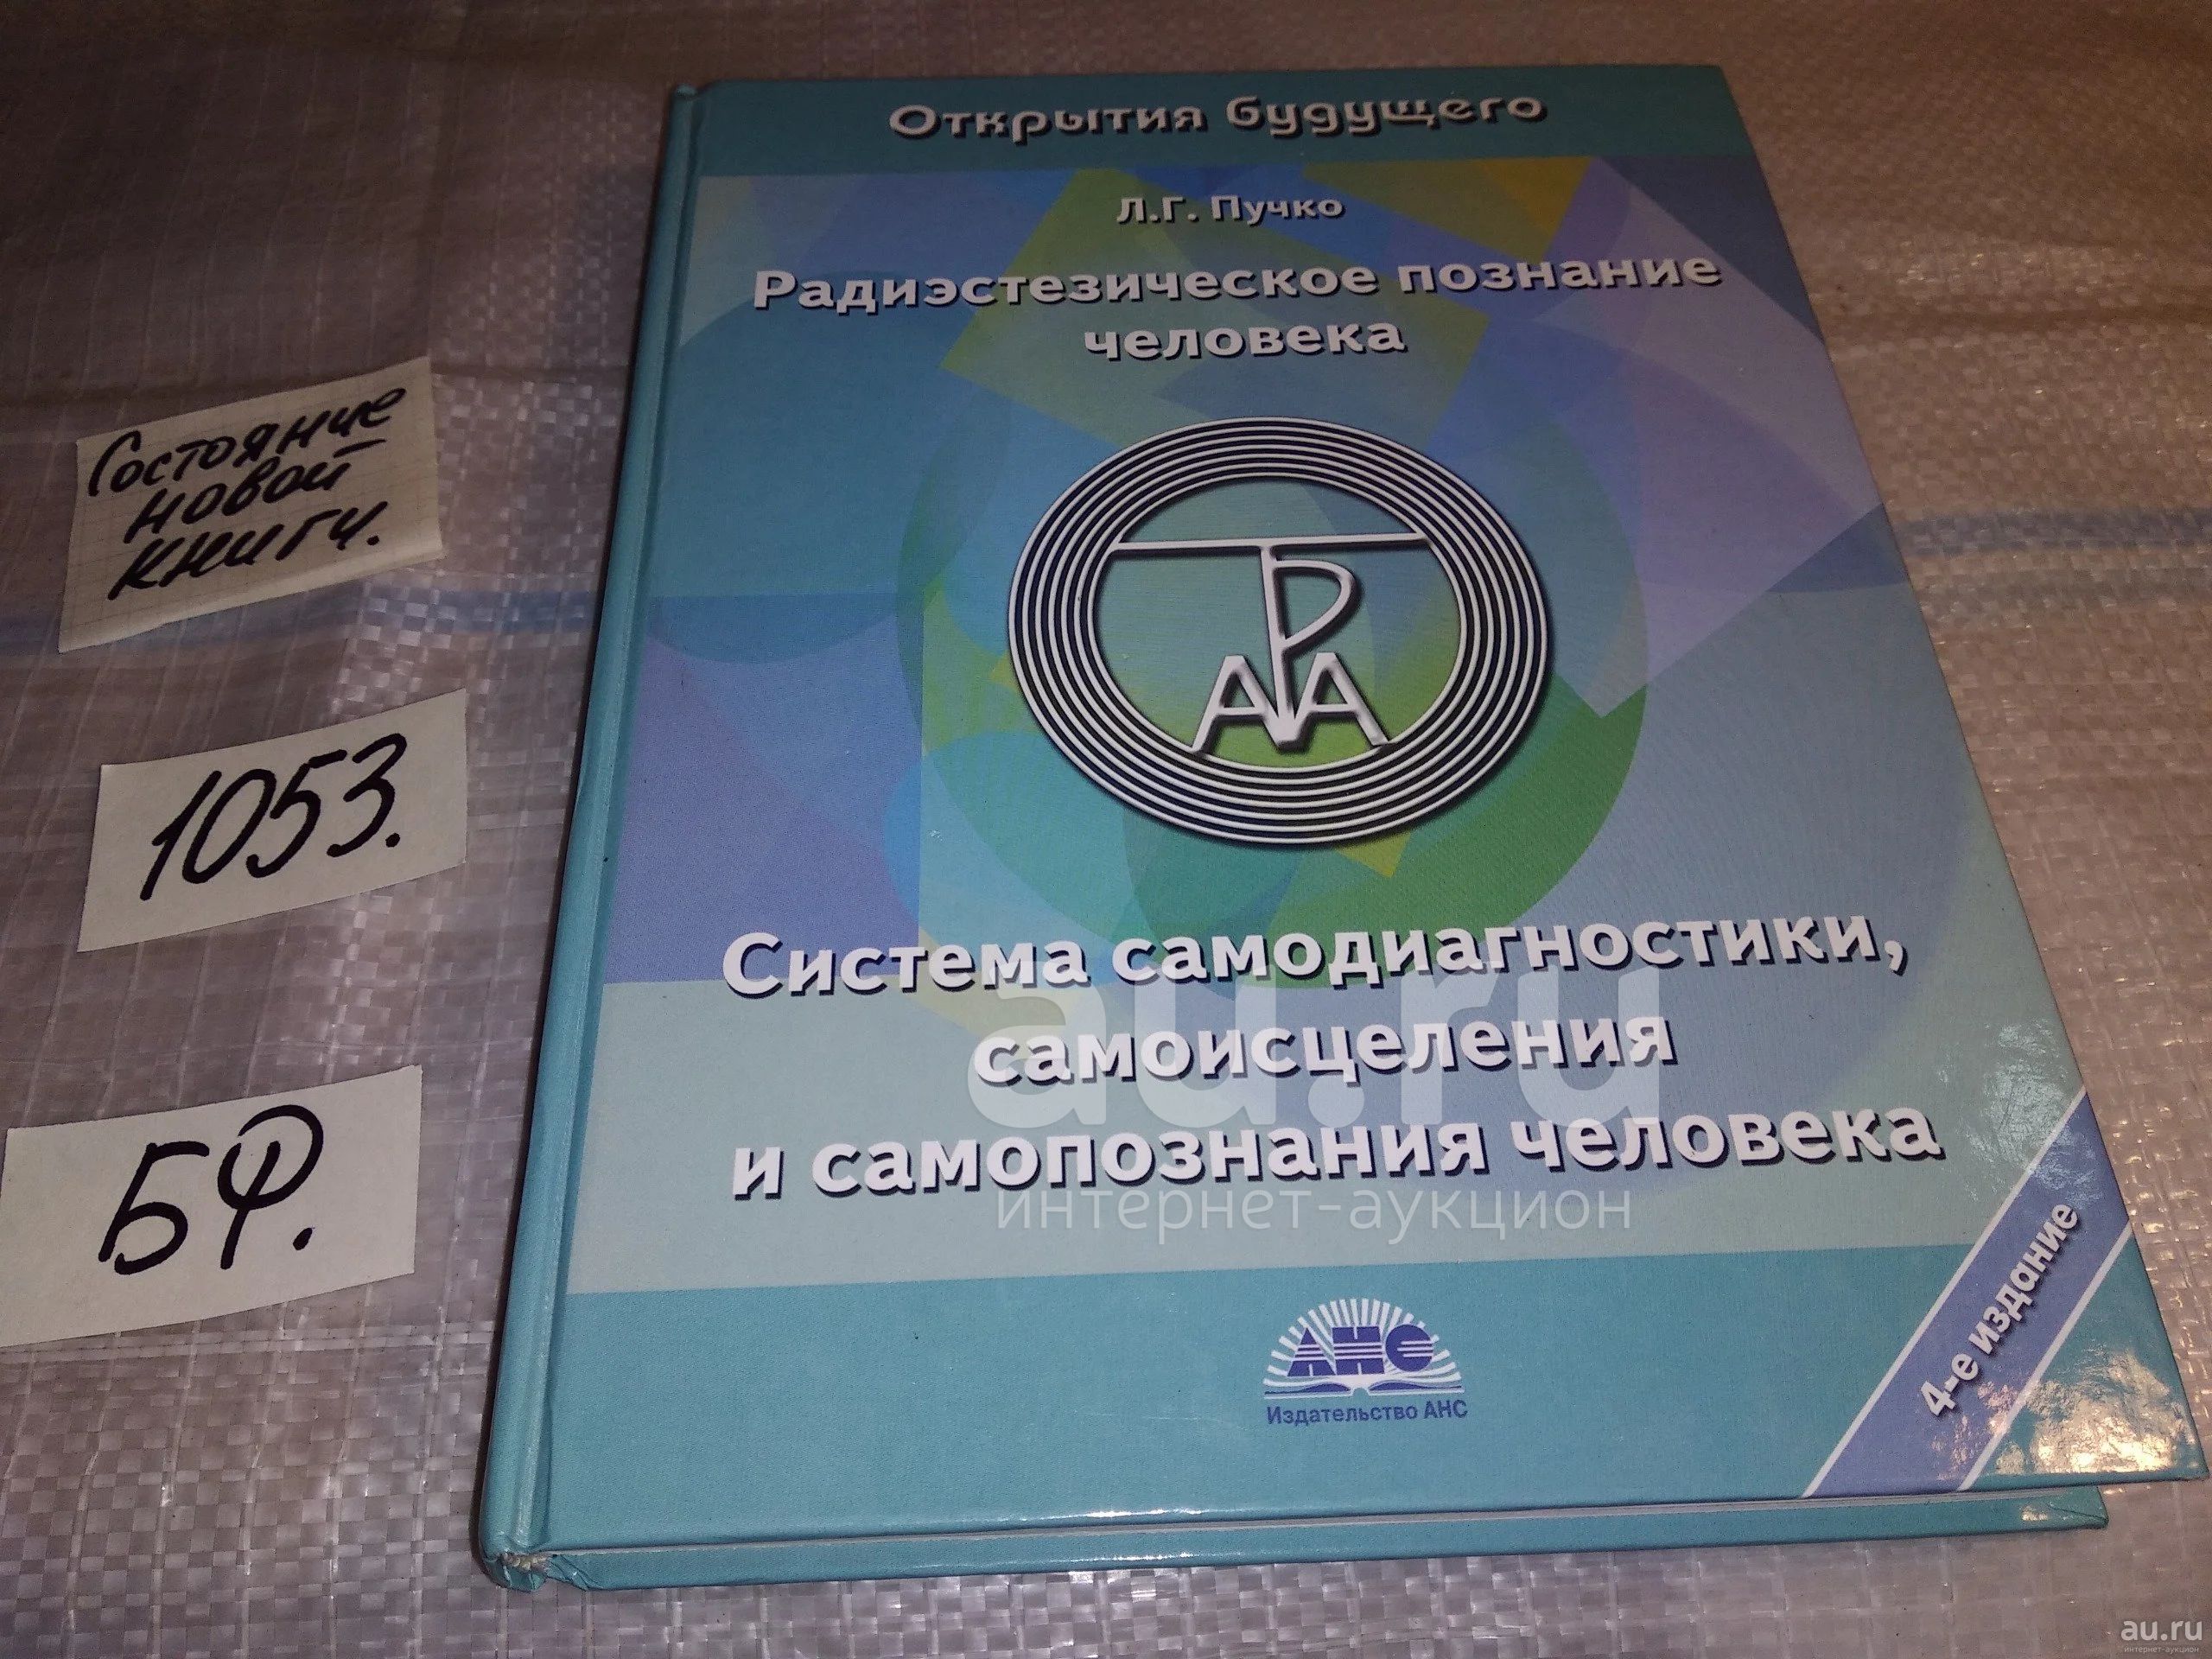 Открытия будущего
Л.Г. Пучко
Радиэстезическое познание
человека
ТРАА
Система самодиагностики,
самоисцеления
и самопознания человека
4-е издание
АНС
Издательство АНС
Состояние
новой
книги.
1053.
БФ.
au.ru
интернет-аукцион
au.ru
интернет-аукцион